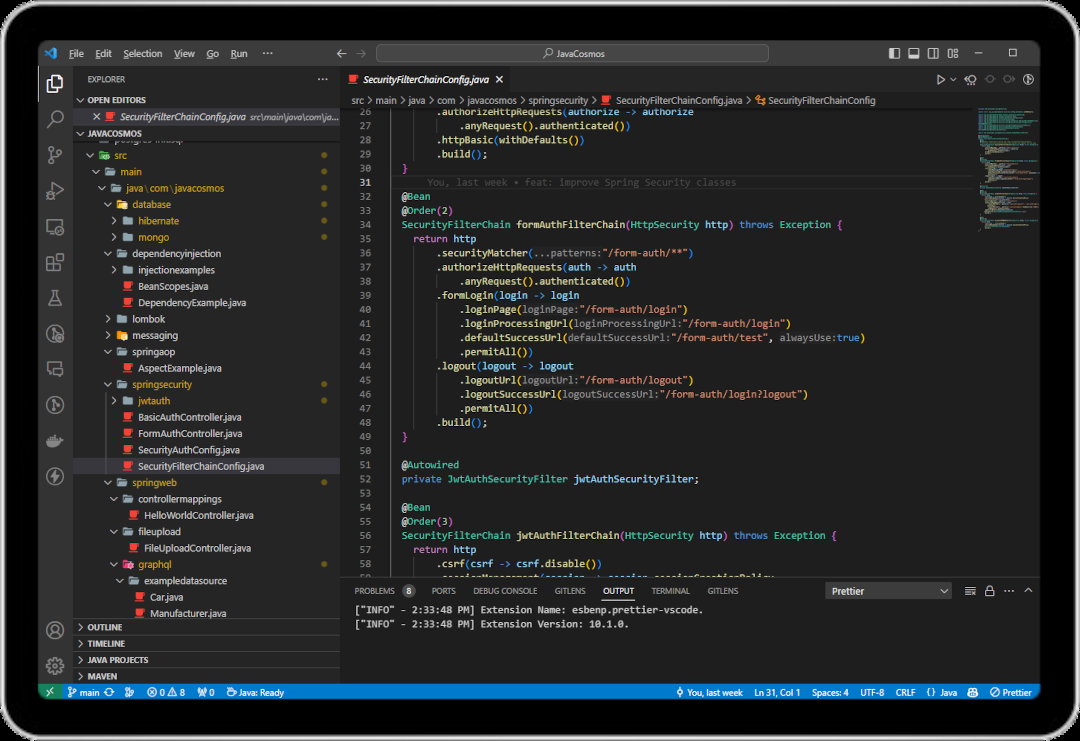 File Edit Selection View Go Run ··· JavaCosmos
EXPLORER ···
OPEN EDITORS
SecurityFilterChainConfig.java src\main\java\com\ja...
JAVACOSMOS
src
main
java\com\javacosmos
database
hibernate
mongo
dependencyinjection
injectionexamples
BeanScopes.java
DependencyExample.java
lombok
messaging
springaop
AspectExample.java
springsecurity
jwtauth
BasicAuthController.java
FormAuthController.java
SecurityAuthConfig.java
SecurityFilterChainConfig.java
springweb
controllermappings
HelloWorldController.java
fileupload
FileUploadController.java
graphql
exampledatasource
Car.java
Manufacturer.java
OUTLINE
TIMELINE
JAVA PROJECTS
MAVEN
SecurityFilterChainConfig.java
src > main > java > com > javacosmos > springsecurity > SecurityFilterChainConfig.java > SecurityFilterChainConfig
26 .authorizeHttpRequests(authorize -> authorize
27 .anyRequest().authenticated())
28 .httpBasic(withDefaults())
29 .build();
30 }
31 You, last week • feat: improve Spring Security classes
32 @Bean
33 @Order(2)
34 SecurityFilterChain formAuthFilterChain(HttpSecurity http) throws Exception {
35 return http
36 .securityMatcher(...patterns:"/form-auth/**")
37 .authorizeHttpRequests(auth -> auth
38 .anyRequest().authenticated())
39 .formLogin(login -> login
40 .loginPage(loginPage:"/form-auth/login")
41 .loginProcessingUrl(loginProcessingUrl:"/form-auth/login")
42 .defaultSuccessUrl(defaultSuccessUrl:"/form-auth/test", alwaysUse:true)
43 .permitAll())
44 .logout(logout -> logout
45 .logoutUrl(logoutUrl:"/form-auth/logout")
46 .logoutSuccessUrl(logoutSuccessUrl:"/form-auth/login?logout")
47 .permitAll())
48 .build();
49 }
50
51 @Autowired
52 private JwtAuthSecurityFilter jwtAuthSecurityFilter;
53
54 @Bean
55 @Order(3)
56 SecurityFilterChain jwtAuthFilterChain(HttpSecurity http) throws Exception {
57 return http
58 .csrf(csrf -> csrf.disable())
PROBLEMS 8 PORTS DEBUG CONSOLE GITLENS OUTPUT TERMINAL GITLENS Prettier
["INFO" - 2:33:48 PM] Extension Name: esbenp.prettier-vscode.
["INFO" - 2:33:48 PM] Extension Version: 10.1.0.
main 0 8 0 Java: Ready You, last week Ln 31, Col 1 Spaces: 4 UTF-8 CRLF {} Java Prettier